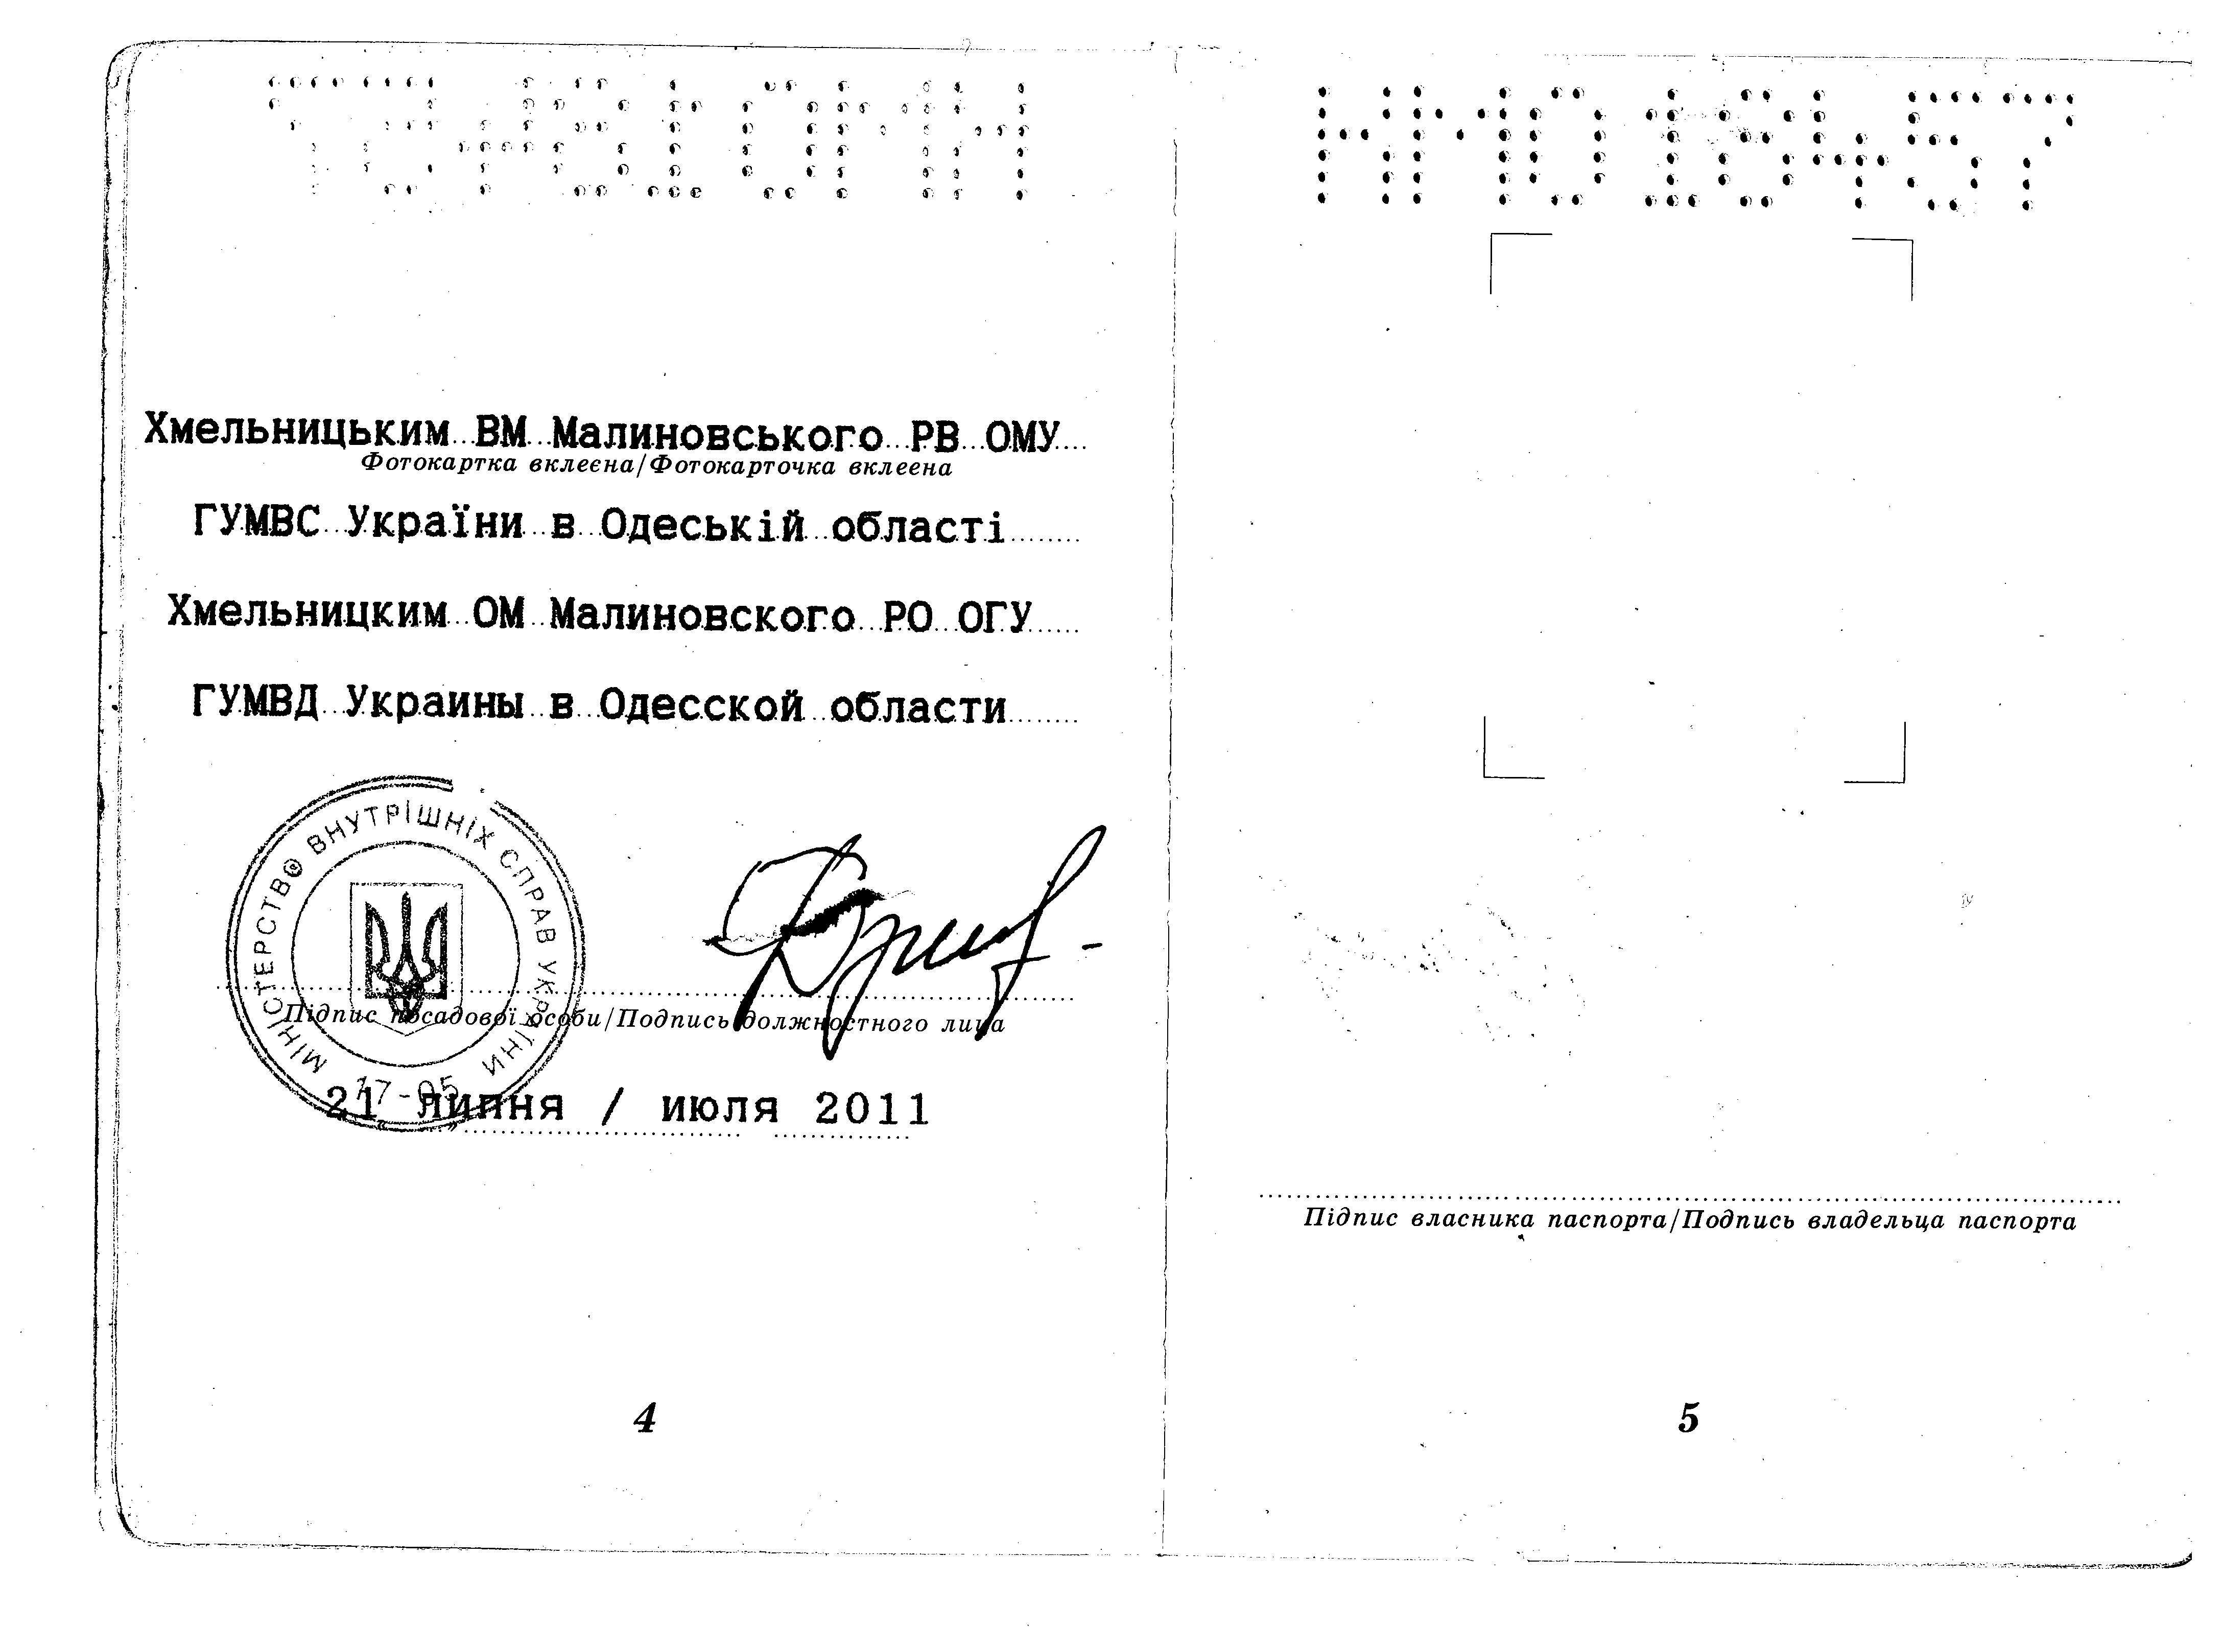 НМ018457
Хмельницьким ВМ Малиновського РВ ОМУ
Фотокартка вклеєна/Фотокарточка вклеена
ГУМВС України в Одеській області
Хмельницким ОМ Малиновского РО ОГУ
ГУМВД Украины в Одесской области
МІНІСТЕРСТВО ВНУТРІШНІХ СПРАВ УКРАЇНИ
17-05
Підпис посадової особи/Подпись должностного лица
21 липня / июля 2011
4
Підпис власника паспорта/Подпись владельца паспорта
5